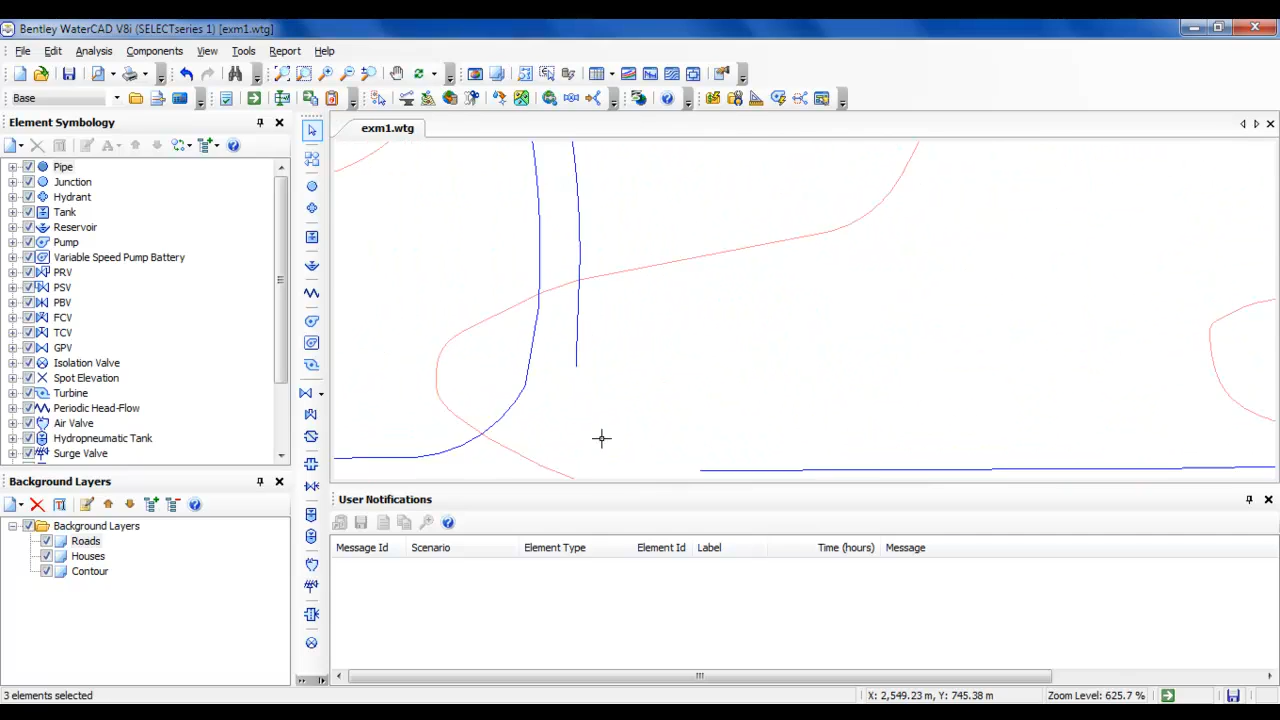 Bentley WaterCAD V8i (SELECTseries 1) [exm1.wtg]
File Edit Analysis Components View Tools Report Help
Base
Element Symbology
Pipe
Junction
Hydrant
Tank
Reservoir
Pump
Variable Speed Pump Battery
PRV
PSV
PBV
FCV
TCV
GPV
Isolation Valve
Spot Elevation
Turbine
Periodic Head-Flow
Air Valve
Hydropneumatic Tank
Surge Valve
Background Layers
Background Layers
Roads
Houses
Contour
exm1.wtg
User Notifications
Message Id Scenario Element Type Element Id Label Time (hours) Message
3 elements selected
X: 2,549.23 m, Y: 745.38 m
Zoom Level: 625.7 %